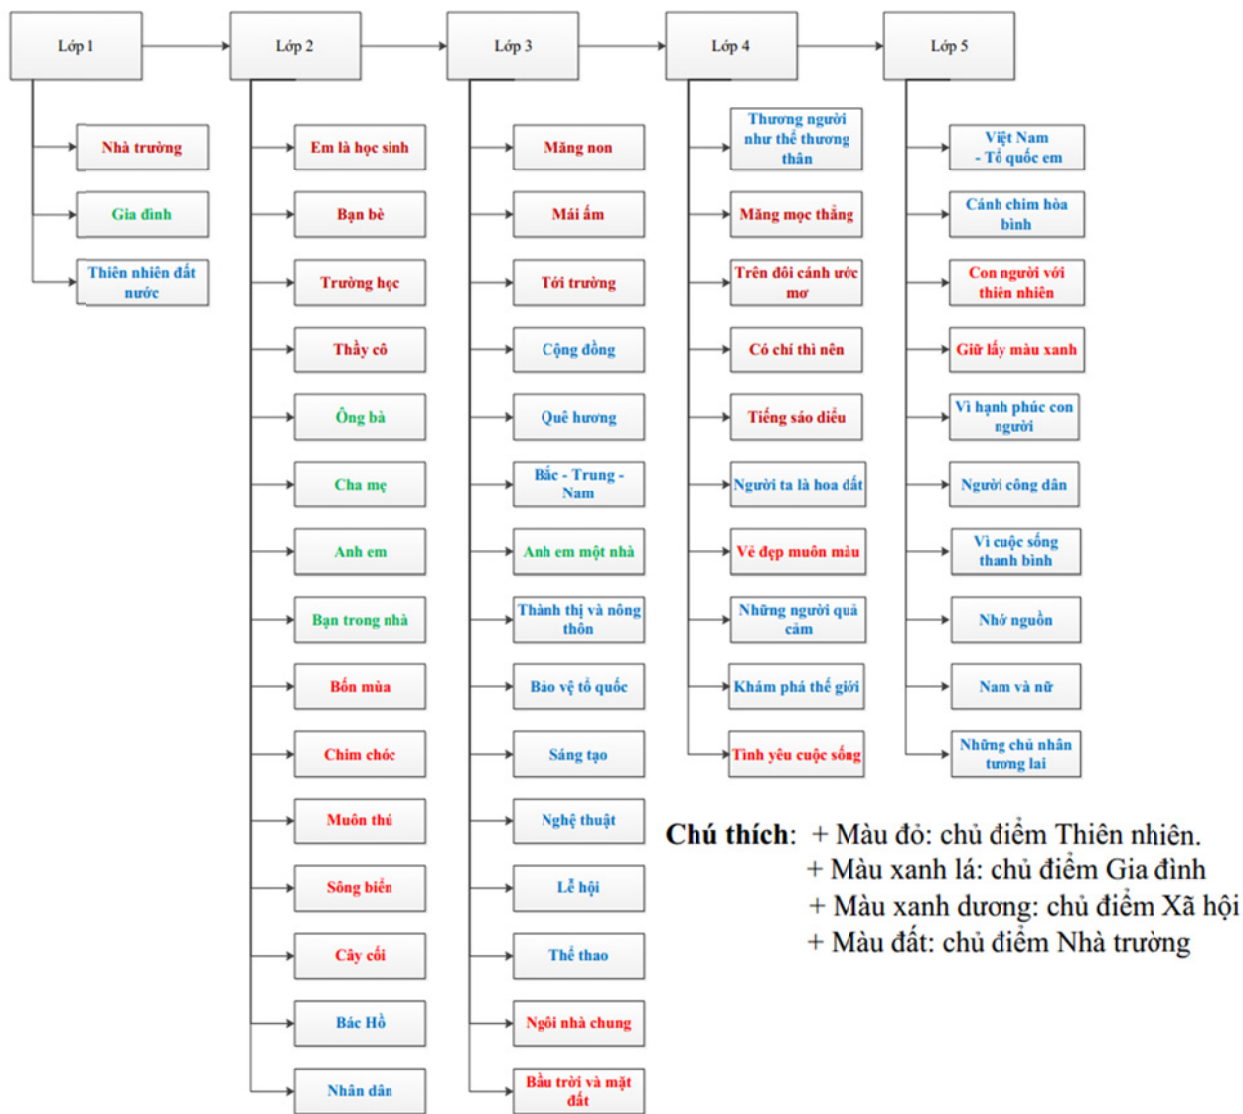 Lớp 1
Lớp 2
Lớp 3
Lớp 4
Lớp 5
Nhà trường
Gia đình
Thiên nhiên đất
nước
Em là học sinh
Bạn bè
Trường học
Thầy cô
Ông bà
Cha mẹ
Anh em
Bạn trong nhà
Bốn mùa
Chim chóc
Muôn thú
Sông biển
Cây cối
Bác Hồ
Nhân dân
Măng non
Mái ấm
Tới trường
Cộng đồng
Quê hương
Bắc - Trung -
Nam
Anh em một nhà
Thành thị và nông
thôn
Bảo vệ tổ quốc
Sáng tạo
Nghệ thuật
Lễ hội
Thể thao
Ngôi nhà chung
Bầu trời và mặt
đất
Thương người
như thể thương
thân
Măng mọc thẳng
Trên đôi cánh ước
mơ
Có chí thì nên
Tiếng sáo diều
Người ta là hoa đất
Vẻ đẹp muôn màu
Những người quả
cảm
Khám phá thế giới
Tình yêu cuộc sống
Việt Nam
- Tổ quốc em
Cánh chim hòa
bình
Con người với
thiên nhiên
Giữ lấy màu xanh
Vì hạnh phúc con
người
Người công dân
Vì cuộc sống
thanh bình
Nhớ nguồn
Nam và nữ
Những chủ nhân
tương lai
Chú thích: + Màu đỏ: chủ điểm Thiên nhiên.
+ Màu xanh lá: chủ điểm Gia đình
+ Màu xanh dương: chủ điểm Xã hội
+ Màu đất: chủ điểm Nhà trường